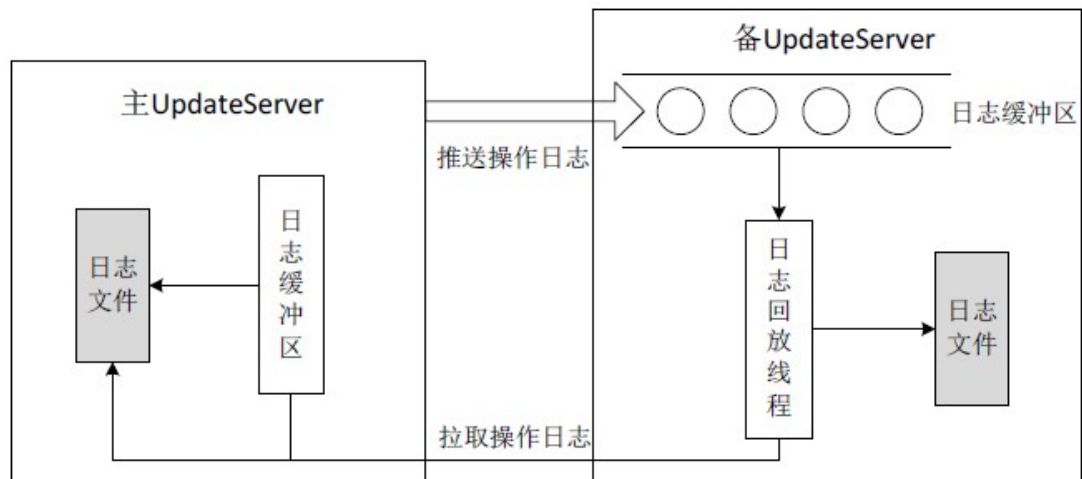 备UpdateServer
主UpdateServer
日志缓冲区
推送操作日志
日
志
缓
冲
区
日志
文件
日
志
回
放
线
程
日志
文件
拉取操作日志